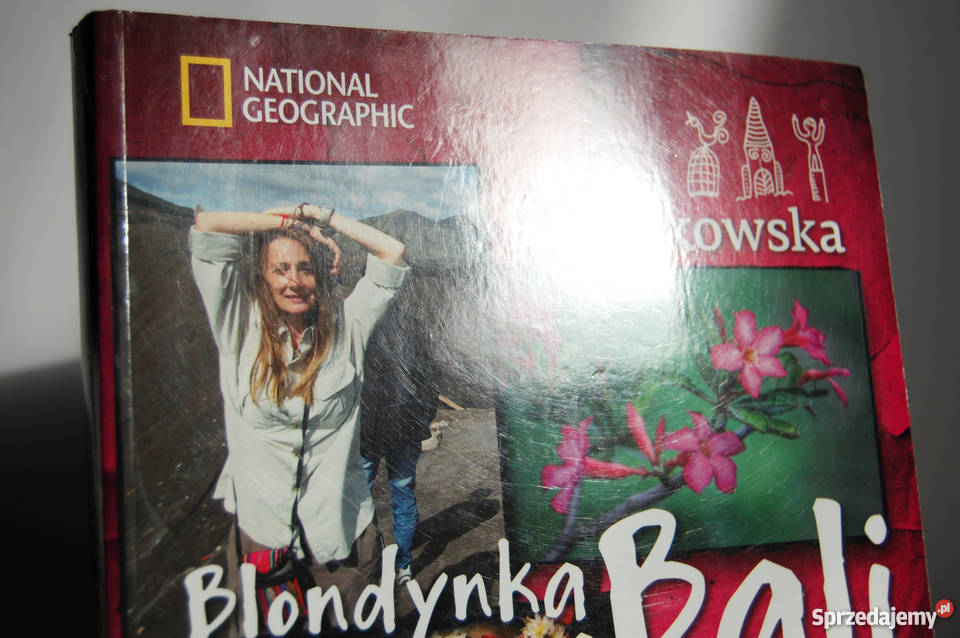 NATIONAL
GEOGRAPHIC
kowska
Blondynka
Bali
Sprzedajemy.pl